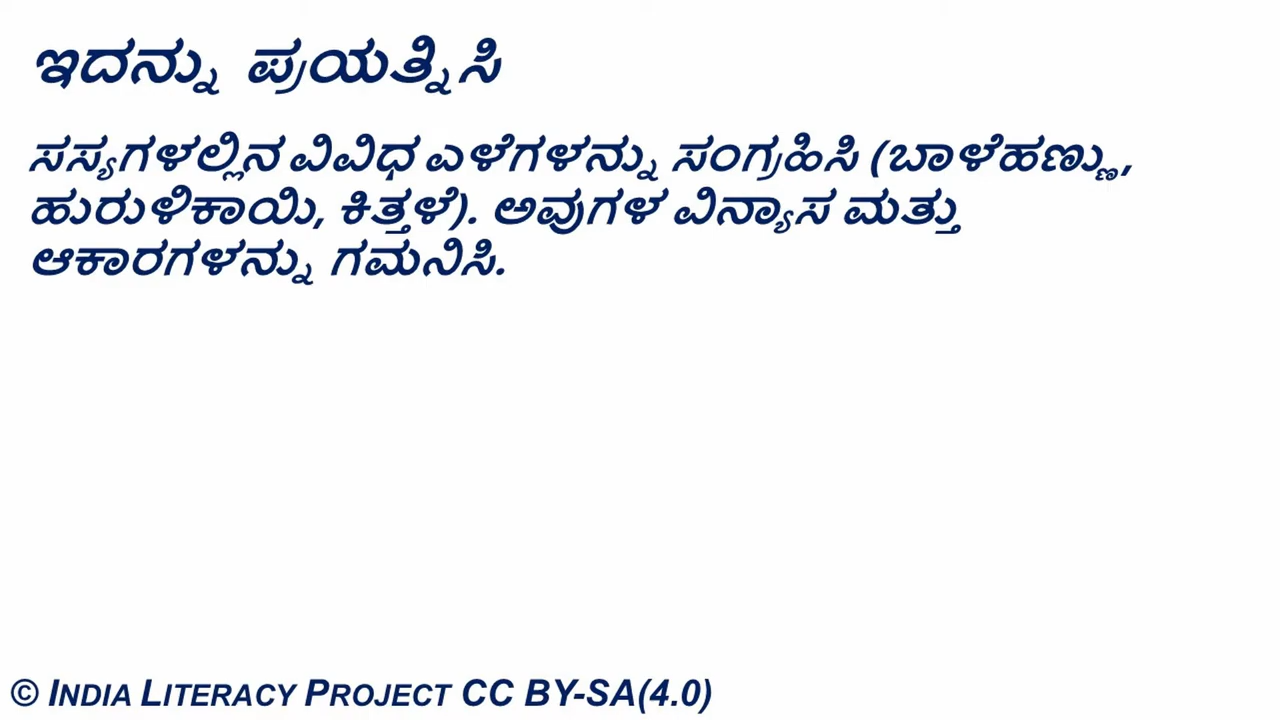 ಇದನ್ನು ಪ್ರಯತ್ನಿಸಿ
ಸಸ್ಯಗಳಲ್ಲಿನ ವಿವಿಧ ಎಳೆಗಳನ್ನು ಸಂಗ್ರಹಿಸಿ (ಬಾಳೆಹಣ್ಣು,
ಹುರುಳಿಕಾಯಿ, ಕಿತ್ತಳೆ). ಅವುಗಳ ವಿನ್ಯಾಸ ಮತ್ತು
ಆಕಾರಗಳನ್ನು ಗಮನಿಸಿ.
© INDIA LITERACY PROJECT CC BY-SA(4.0)